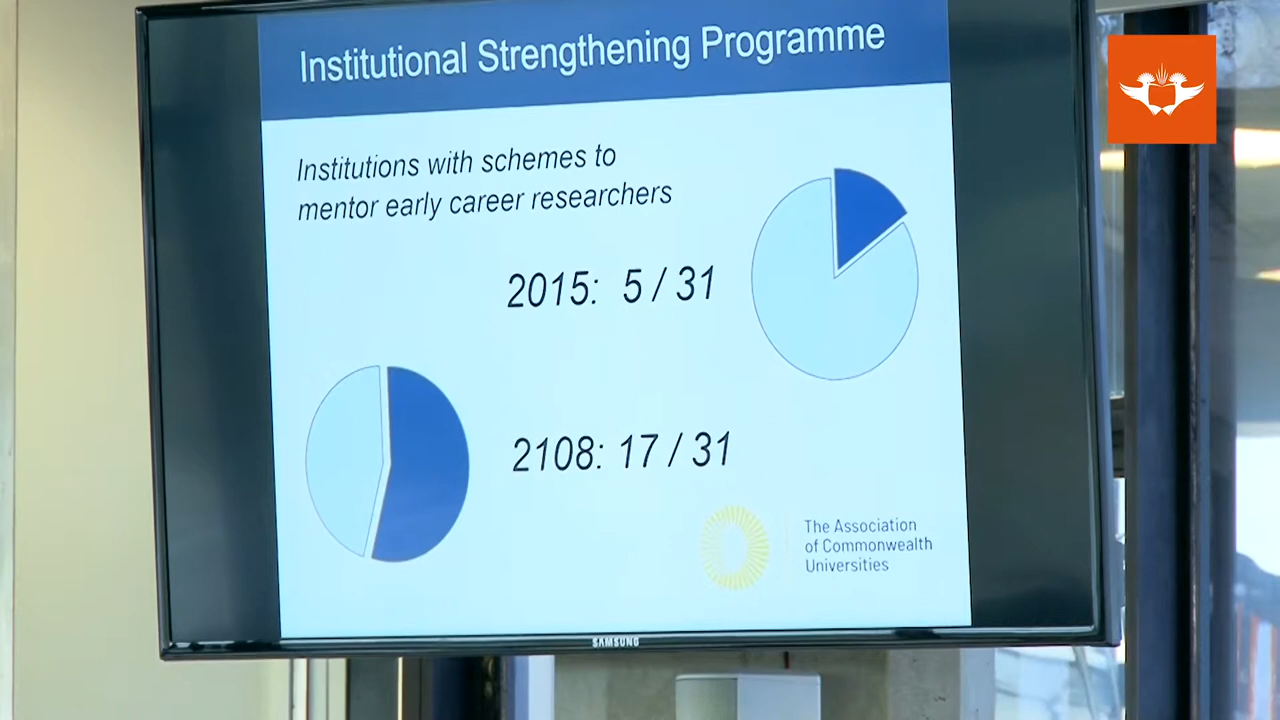 Institutional Strengthening Programme
Institutions with schemes to
mentor early career researchers
2015: 5 / 31
2108: 17 / 31
The Association
of Commonwealth
Universities
SAMSUNG